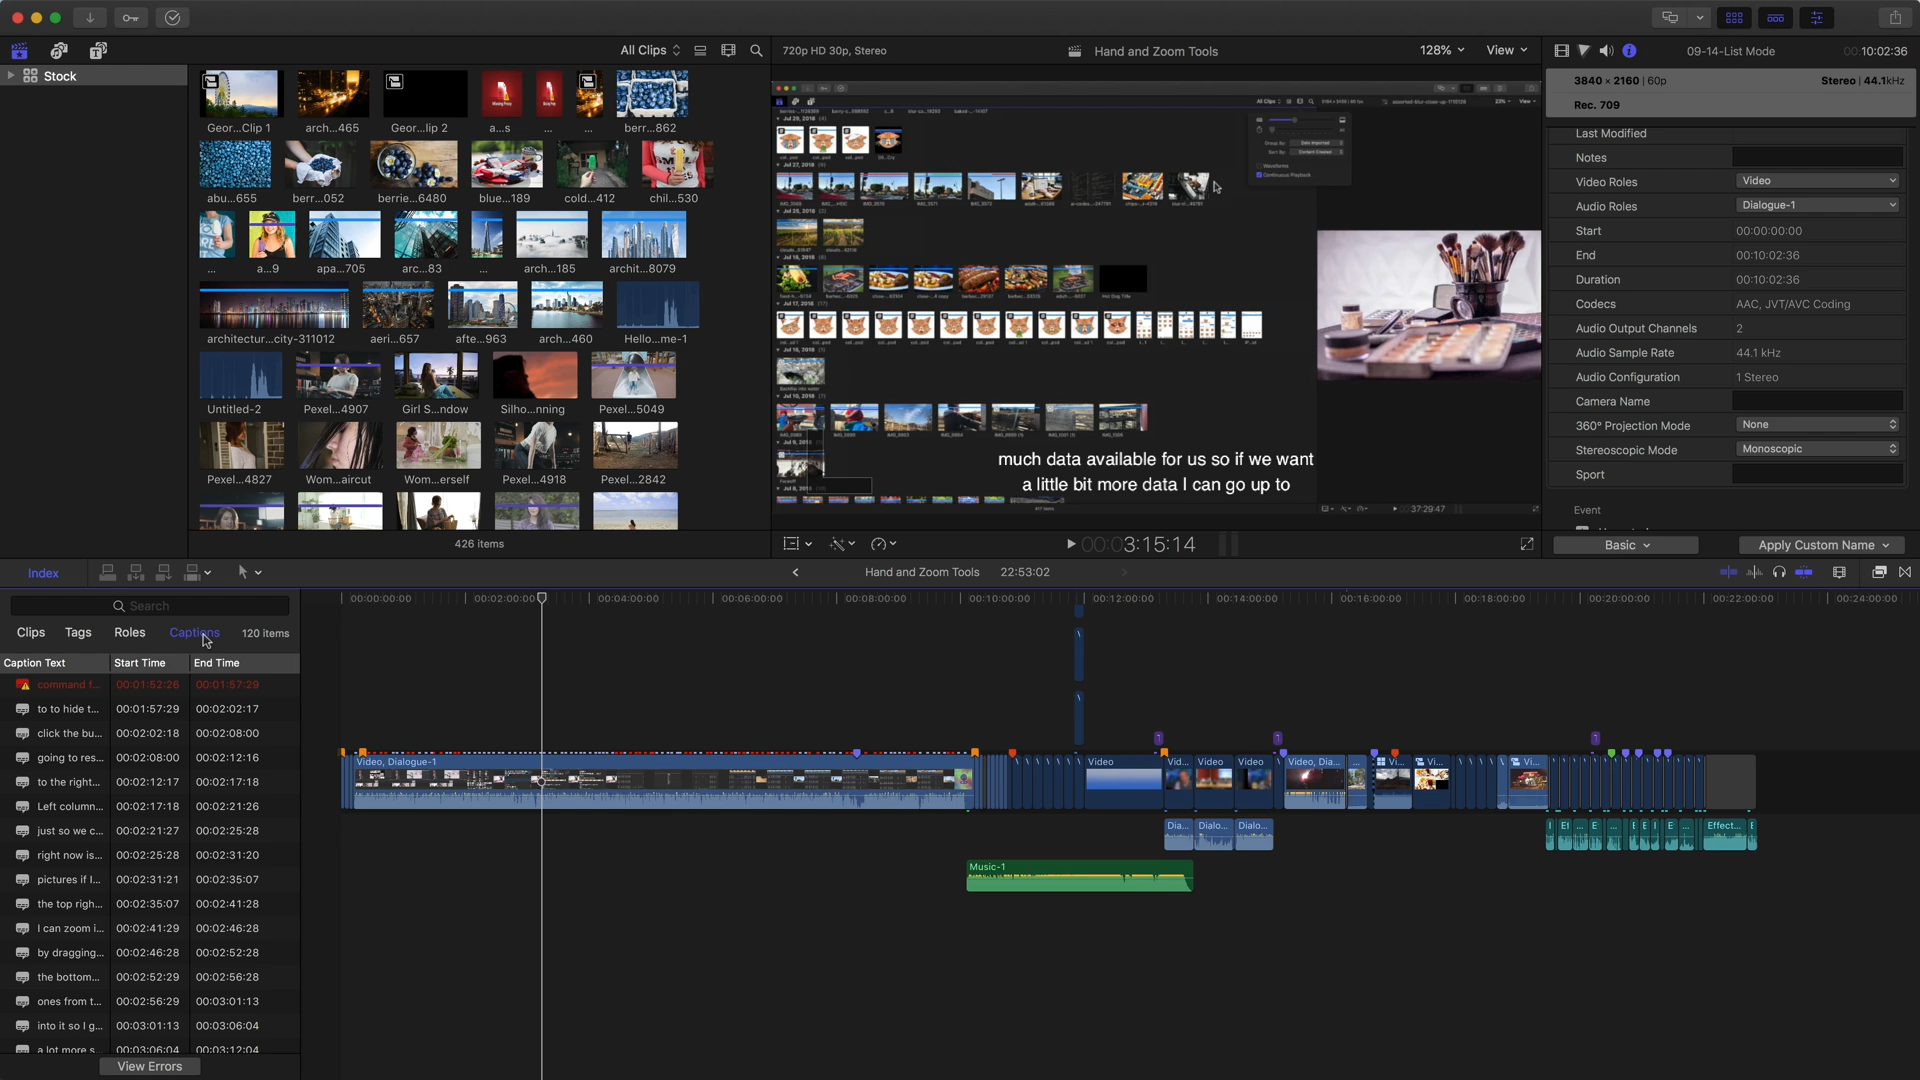 All Clips
720p HD 30p, Stereo
Hand and Zoom Tools
128%
View
09-14-List Mode
00:10:02:36
Stock
3840 × 2160 | 60p
Stereo | 44.1kHz
Rec. 709
Geor...Clip 1
arch...465
Geor...lip 2
a...s
...
...
berr...862
abu...655
berr...052
berrie...6480
blue...189
cold...412
chil...530
...
a...9
apa...705
arc...83
...
arch...185
archit...8079
architectur...city-311012
aeri...657
afte...963
arch...460
Hello...me-1
Untitled-2
Pexel...4907
Girl S...ndow
Silho...nning
Pexel...5049
Pexel...4827
Wom...aircut
Wom...erself
Pexel...4918
Pexel...2842
426 items
much data available for us so if we want
a little bit more data I can go up to
37:29:47
00:03:15:14
Last Modified
Notes
Video Roles
Video
Audio Roles
Dialogue-1
Start
00:00:00:00
End
00:10:02:36
Duration
00:10:02:36
Codecs
AAC, JVT/AVC Coding
Audio Output Channels
2
Audio Sample Rate
44.1 kHz
Audio Configuration
1 Stereo
Camera Name
360° Projection Mode
None
Stereoscopic Mode
Monoscopic
Sport
Event
Basic
Apply Custom Name
Index
Hand and Zoom Tools
22:53:02
Search
Clips
Tags
Roles
Captions
120 items
Caption Text
Start Time
End Time
command f...
00:01:52:26
00:01:57:29
to to hide t...
00:01:57:29
00:02:02:17
click the bu...
00:02:02:18
00:02:08:00
going to res...
00:02:08:00
00:02:12:16
to the right...
00:02:12:17
00:02:17:18
Left column...
00:02:17:18
00:02:21:26
just so we c...
00:02:21:27
00:02:25:28
right now is...
00:02:25:28
00:02:31:20
pictures if I...
00:02:31:21
00:02:35:07
the top righ...
00:02:35:07
00:02:41:28
I can zoom i...
00:02:41:29
00:02:46:28
by dragging...
00:02:46:28
00:02:52:28
the bottom...
00:02:52:29
00:02:56:28
ones from t...
00:02:56:29
00:03:01:13
into it so I g...
00:03:01:13
00:03:06:04
a lot more s...
00:03:06:04
00:03:12:04
View Errors
00:00:00:00
00:02:00:00
00:04:00:00
00:06:00:00
00:08:00:00
00:10:00:00
00:12:00:00
00:14:00:00
00:16:00:00
00:18:00:00
00:20:00:00
00:22:00:00
00:24:00:00
Video, Dialogue-1
Video
Vid...
Video
Video
Video, Dia...
...
Vi...
Vi...
Vi...
Dia...
Dialo...
Dialo...
Effect...
Music-1